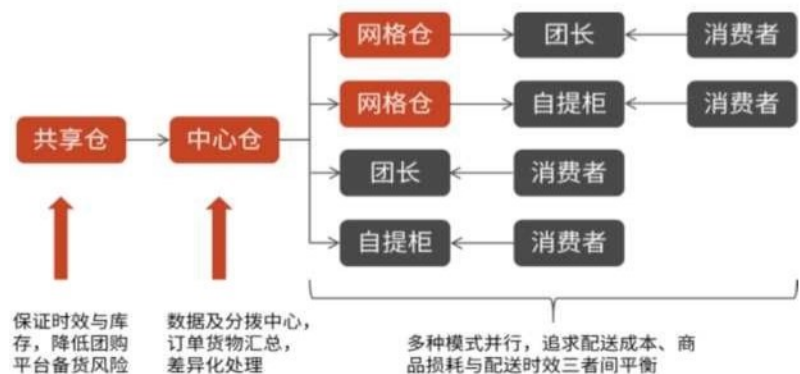 网格仓
团长
消费者
网格仓
自提柜
消费者
共享仓
中心仓
团长
消费者
自提柜
消费者
保证时效与库
存，降低团购
平台备货风险
数据及分拨中心，
订单货物汇总，
差异化处理
多种模式并行，追求配送成本、商
品损耗与配送时效三者间平衡